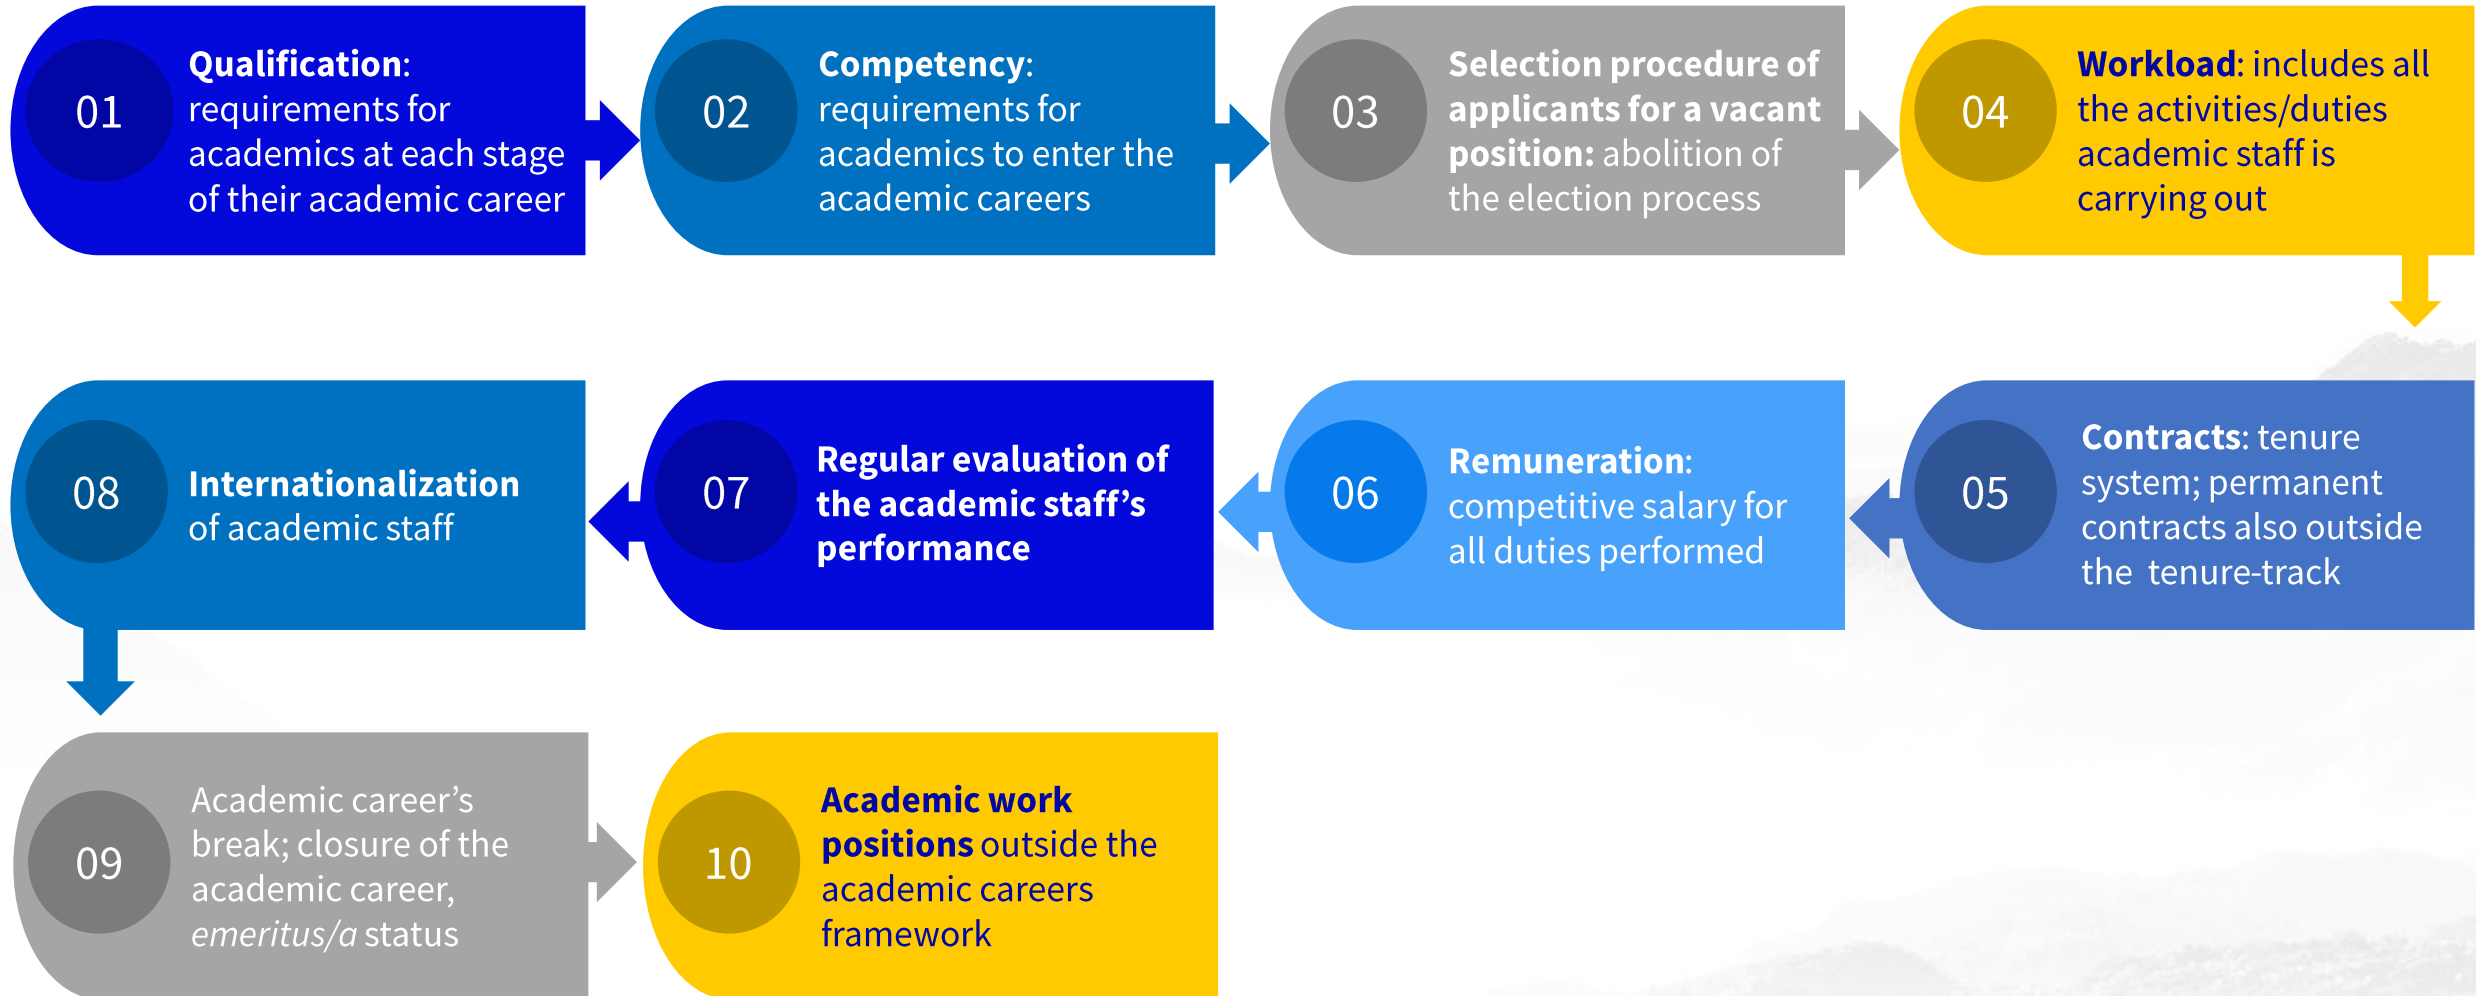 01
Qualification:
requirements for
academics at each stage
of their academic career
02
Competency:
requirements for
academics to enter the
academic careers
03
Selection procedure of
applicants for a vacant
position: abolition of
the election process
04
Workload: includes all
the activities/duties
academic staff is
carrying out
05
Contracts: tenure
system; permanent
contracts also outside
the  tenure-track
06
Remuneration:
competitive salary for
all duties performed
07
Regular evaluation of
the academic staff’s
performance
08
Internationalization
of academic staff
09
Academic career’s
break; closure of the
academic career,
emeritus/a status
10
Academic work
positions outside the
academic careers
framework